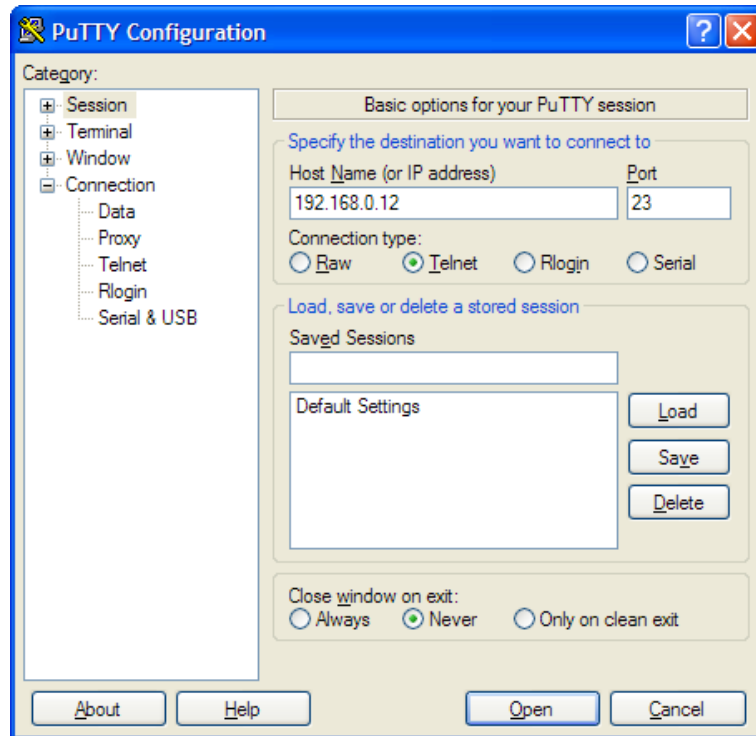 PuTTY Configuration
Category:
Session
Terminal
Window
Connection
Data
Proxy
Telnet
Rlogin
Serial & USB
Basic options for your PuTTY session
Specify the destination you want to connect to
Host Name (or IP address) Port
192.168.0.12 23
Connection type:
Raw Telnet Rlogin Serial
Load, save or delete a stored session
Saved Sessions
Default Settings
Load
Save
Delete
Close window on exit:
Always Never Only on clean exit
About Help Open Cancel